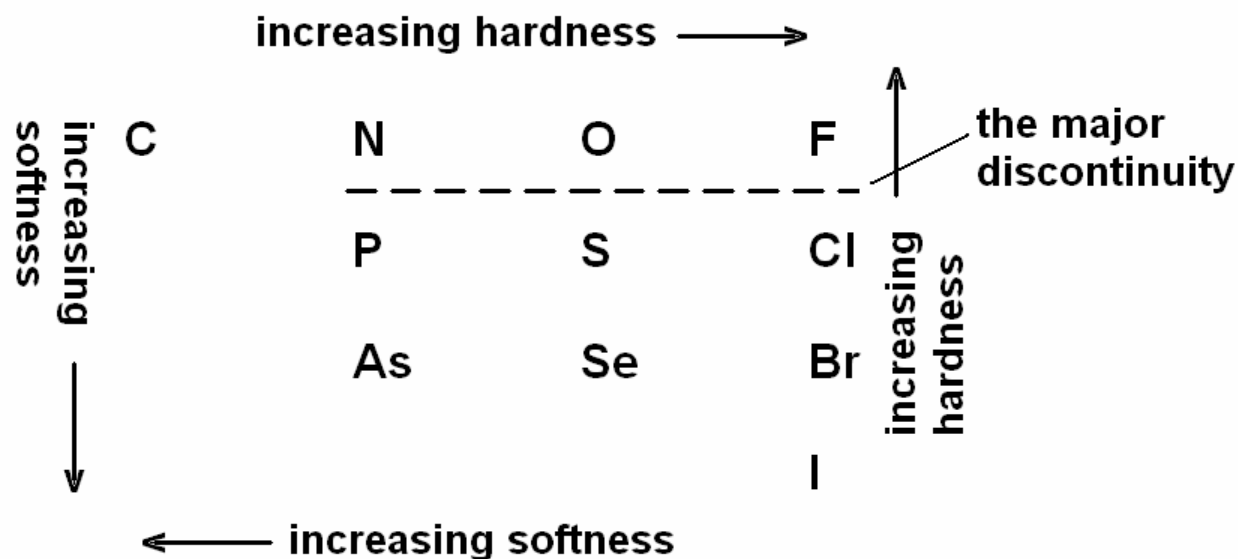 increasing hardness
increasing
softness
C N O F
the major
discontinuity
P S Cl
increasing
hardness
As Se Br
I
increasing softness